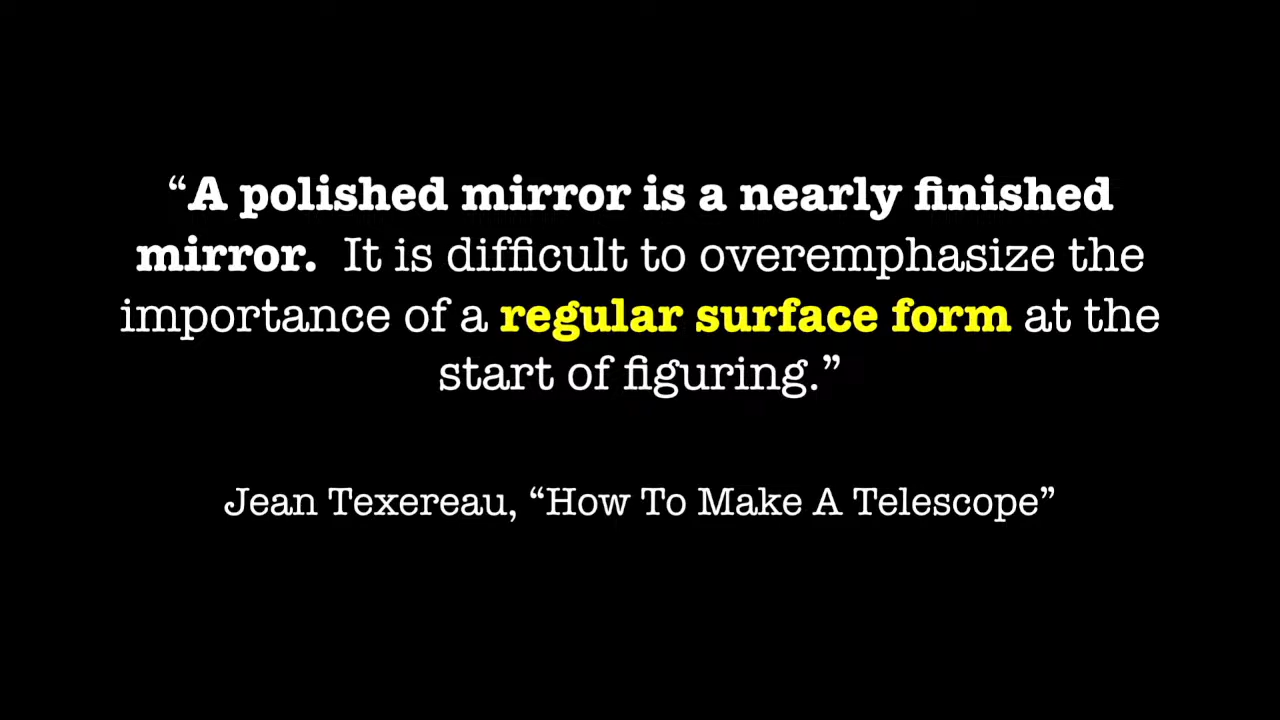 “A polished mirror is a nearly finished
mirror.  It is difficult to overemphasize the
importance of a regular surface form at the
start of figuring.”
Jean Texereau, “How To Make A Telescope”